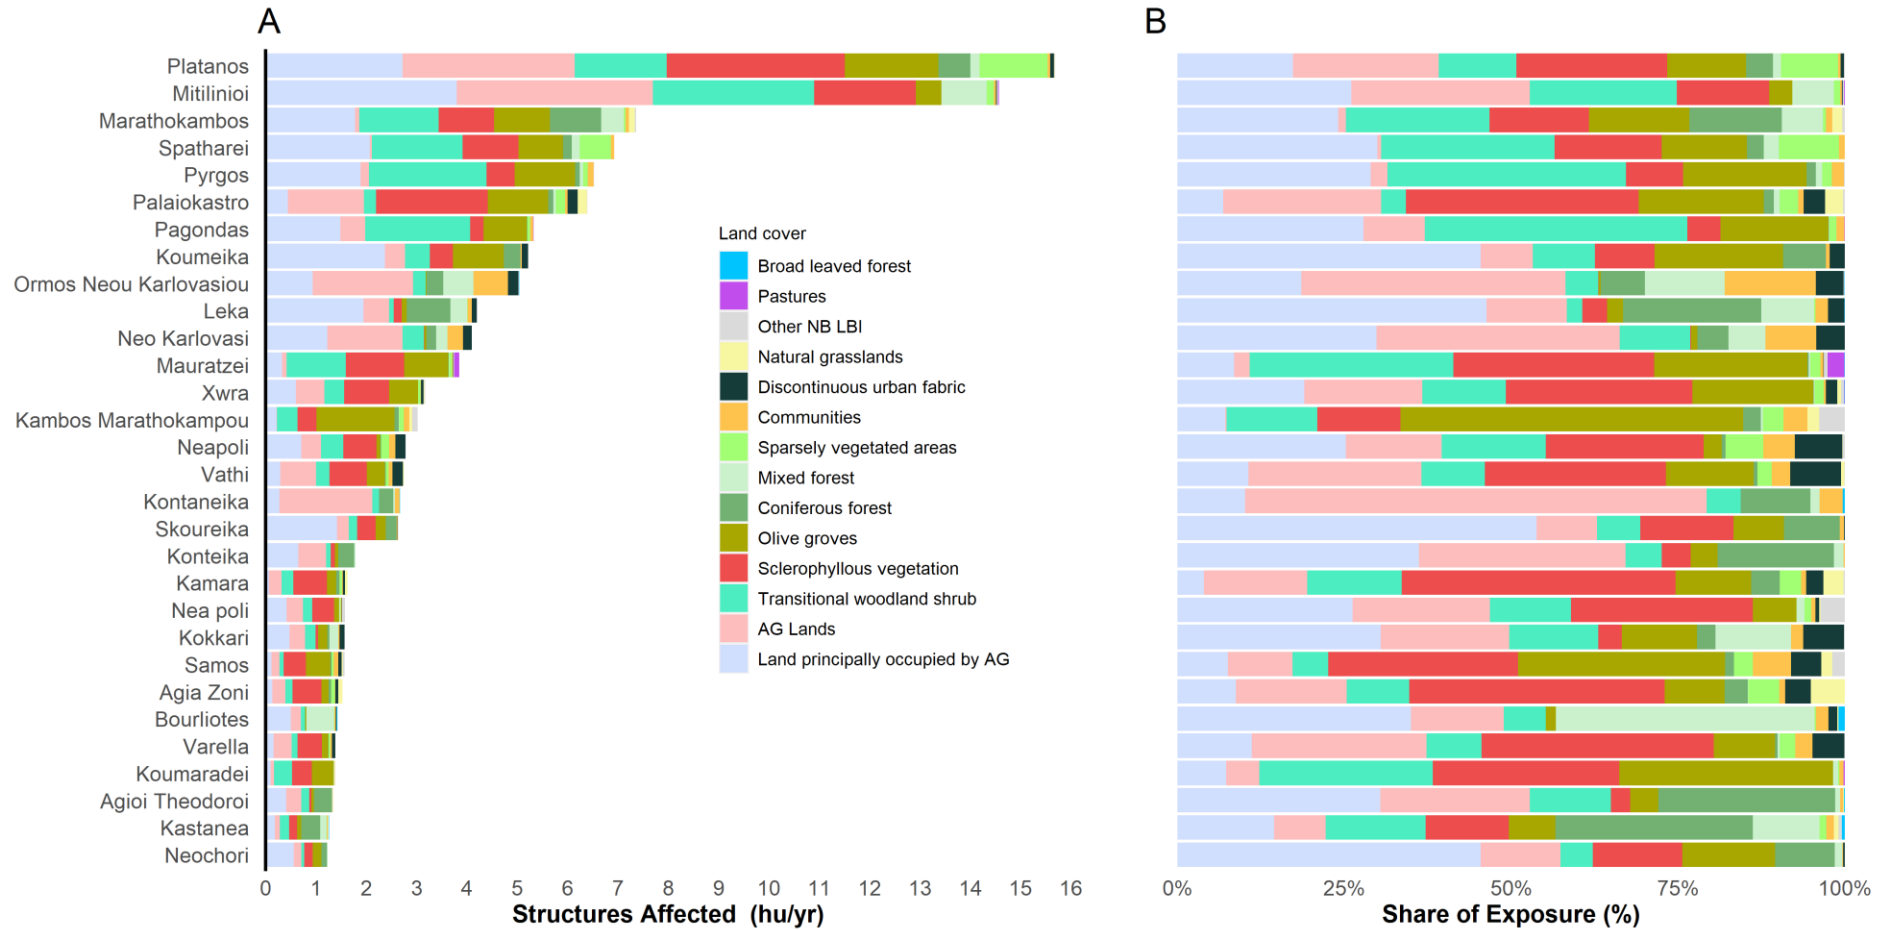 A
B
Platanos
Mitilinioi
Marathokambos
Spatharei
Pyrgos
Palaiokastro
Pagondas
Koumeika
Ormos Neou Karlovasiou
Leka
Neo Karlovasi
Mauratzei
Xwra
Kambos Marathokampou
Neapoli
Vathi
Kontaneika
Skoureika
Konteika
Kamara
Nea poli
Kokkari
Samos
Agia Zoni
Bourliotes
Varella
Koumaradei
Agioi Theodoroi
Kastanea
Neochori
Land cover
Broad leaved forest
Pastures
Other NB LBI
Natural grasslands
Discontinuous urban fabric
Communities
Sparsely vegetated areas
Mixed forest
Coniferous forest
Olive groves
Sclerophyllous vegetation
Transitional woodland shrub
AG Lands
Land principally occupied by AG
0 1 2 3 4 5 6 7 8 9 10 11 12 13 14 15 16
Structures Affected (hu/yr)
0% 25% 50% 75% 100%
Share of Exposure (%)